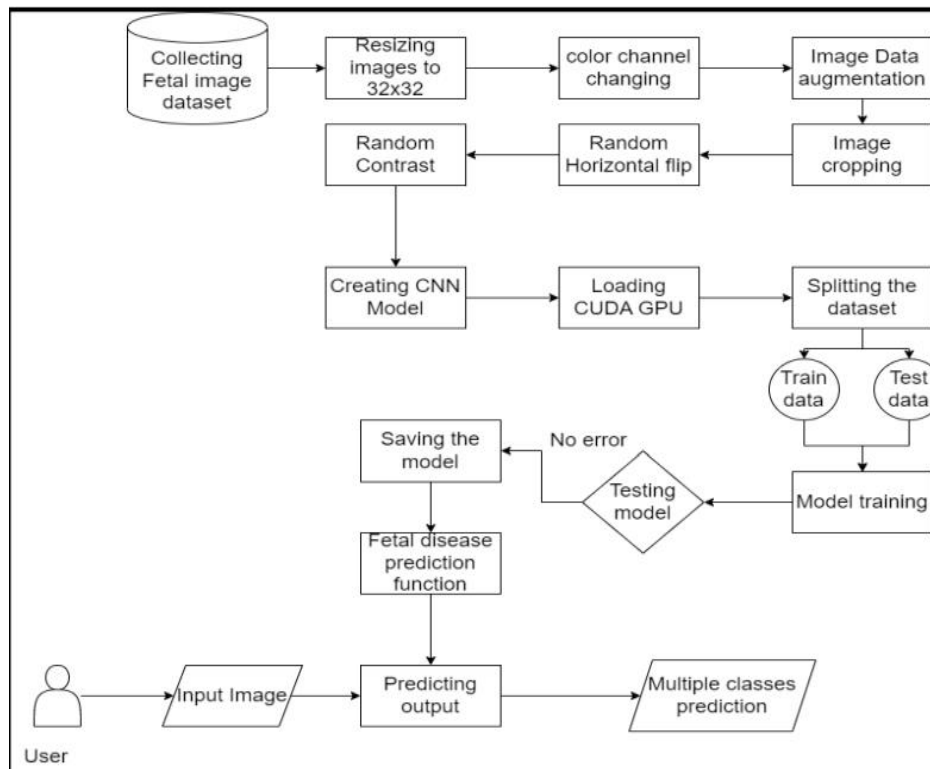 Collecting
Fetal image
dataset
Resizing
images to
32x32
color channel
changing
Image Data
augmentation
Random
Contrast
Random
Horizontal flip
Image
cropping
Creating CNN
Model
Loading
CUDA GPU
Splitting the
dataset
Train
data
Test
data
Saving the
model
No error
Testing
model
Model training
Fetal disease
prediction
function
Input Image
Predicting
output
Multiple classes
prediction
User